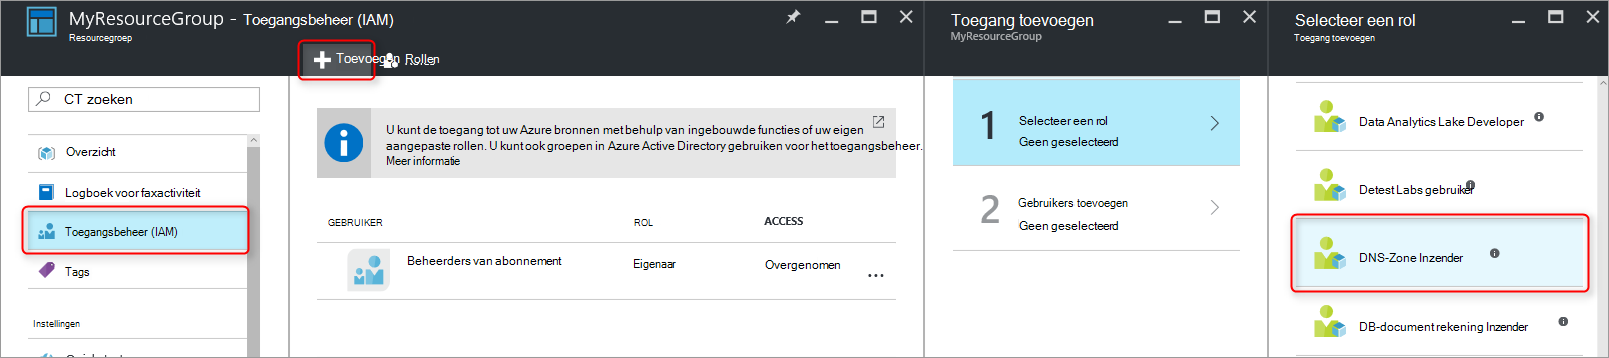 MyResourceGroup - Toegangsbeheer (IAM)
Resourcegroep
Toevoegen
Rollen
CT zoeken
Overzicht
Logboek voor faxactiviteit
Toegangsbeheer (IAM)
Tags
Instellingen
U kunt de toegang tot uw Azure bronnen met behulp van ingebouwde functies of uw eigen
aangepaste rollen. U kunt ook groepen in Azure Active Directory gebruiken voor het toegangsbeheer.
Meer informatie
GEBRUIKER ROL ACCESS
Beheerders van abonnement Eigenaar Overgenomen ...
Toegang toevoegen
MyResourceGroup
1 Selecteer een rol
Geen geselecteerd
2 Gebruikers toevoegen
Geen geselecteerd
Selecteer een rol
Toegang toevoegen
Data Analytics Lake Developer
Detest Labs gebruiker
DNS-Zone Inzender
DB-document rekening Inzender